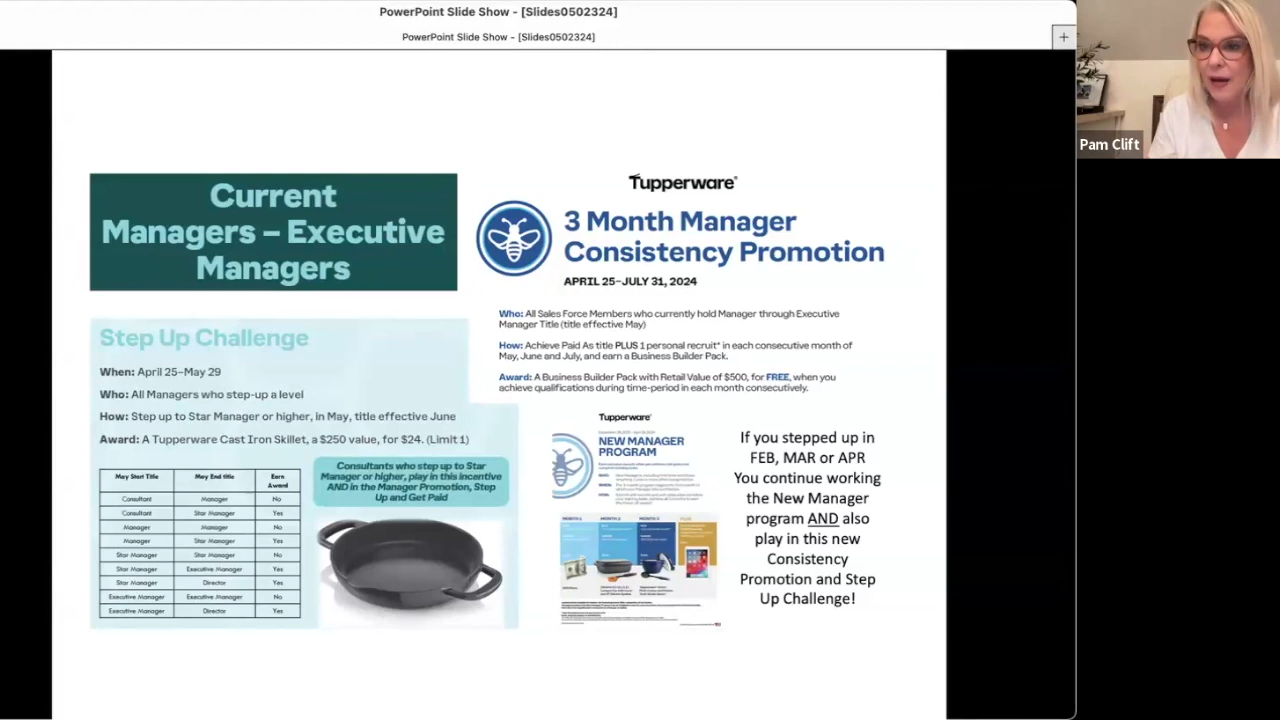 PowerPoint Slide Show - [Slides0502324]
PowerPoint Slide Show - [Slides0502324]
+
Pam Clift
Current
Managers – Executive
Managers
Tupperware®
3 Month Manager
Consistency Promotion
APRIL 25–JULY 31, 2024
Who: All Sales Force Members who currently hold Manager through Executive
Manager Title (title effective May)
How: Achieve Paid As title PLUS 1 personal recruit* in each consecutive month of
May, June and July, and earn a Business Builder Pack.
Award: A Business Builder Pack with Retail Value of $500, for FREE, when you
achieve qualifications during time-period in each month consecutively.
Step Up Challenge
When: April 25–May 29
Who: All Managers who step-up a level
How: Step up to Star Manager or higher, in May, title effective June
Award: A Tupperware Cast Iron Skillet, a $250 value, for $24. (Limit 1)
May Start Title May End title Earn Award
Consultant Manager No
Consultant Star Manager Yes
Manager Manager No
Manager Star Manager Yes
Star Manager Star Manager No
Star Manager Executive Manager Yes
Star Manager Director Yes
Executive Manager Executive Manager No
Executive Manager Director Yes
Consultants who step up to Star
Manager or higher, play in this incentive
AND in the Manager Promotion, Step
Up and Get Paid
Tupperware®
NEW MANAGER
PROGRAM
MONTH 1 MONTH 2 MONTH 3
If you stepped up in
FEB, MAR or APR
You continue working
the New Manager
program AND also
play in this new
Consistency
Promotion and Step
Up Challenge!